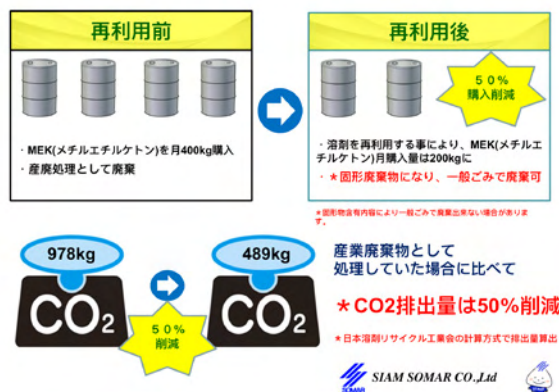 再利用前
・MEK(メチルエチルケトン)を月400kg購入
・産廃処理として廃棄
再利用後
50%
購入削減
・溶剤を再利用する事により、MEK(メチルエ
チルケトン)月購入量は200kgに
・＊固形廃棄物になり、一般ごみで廃棄可
＊固形物含有内容により一般ごみで廃棄出来ない場合がありま
す。
978kg
CO2
50%
削減
489kg
CO2
産業廃棄物として
処理していた場合に比べて
＊CO2排出量は50%削減
＊日本溶剤リサイクル工業会の計算方式で排出量算出
SOMAR
SIAM SOMAR CO.,Ltd